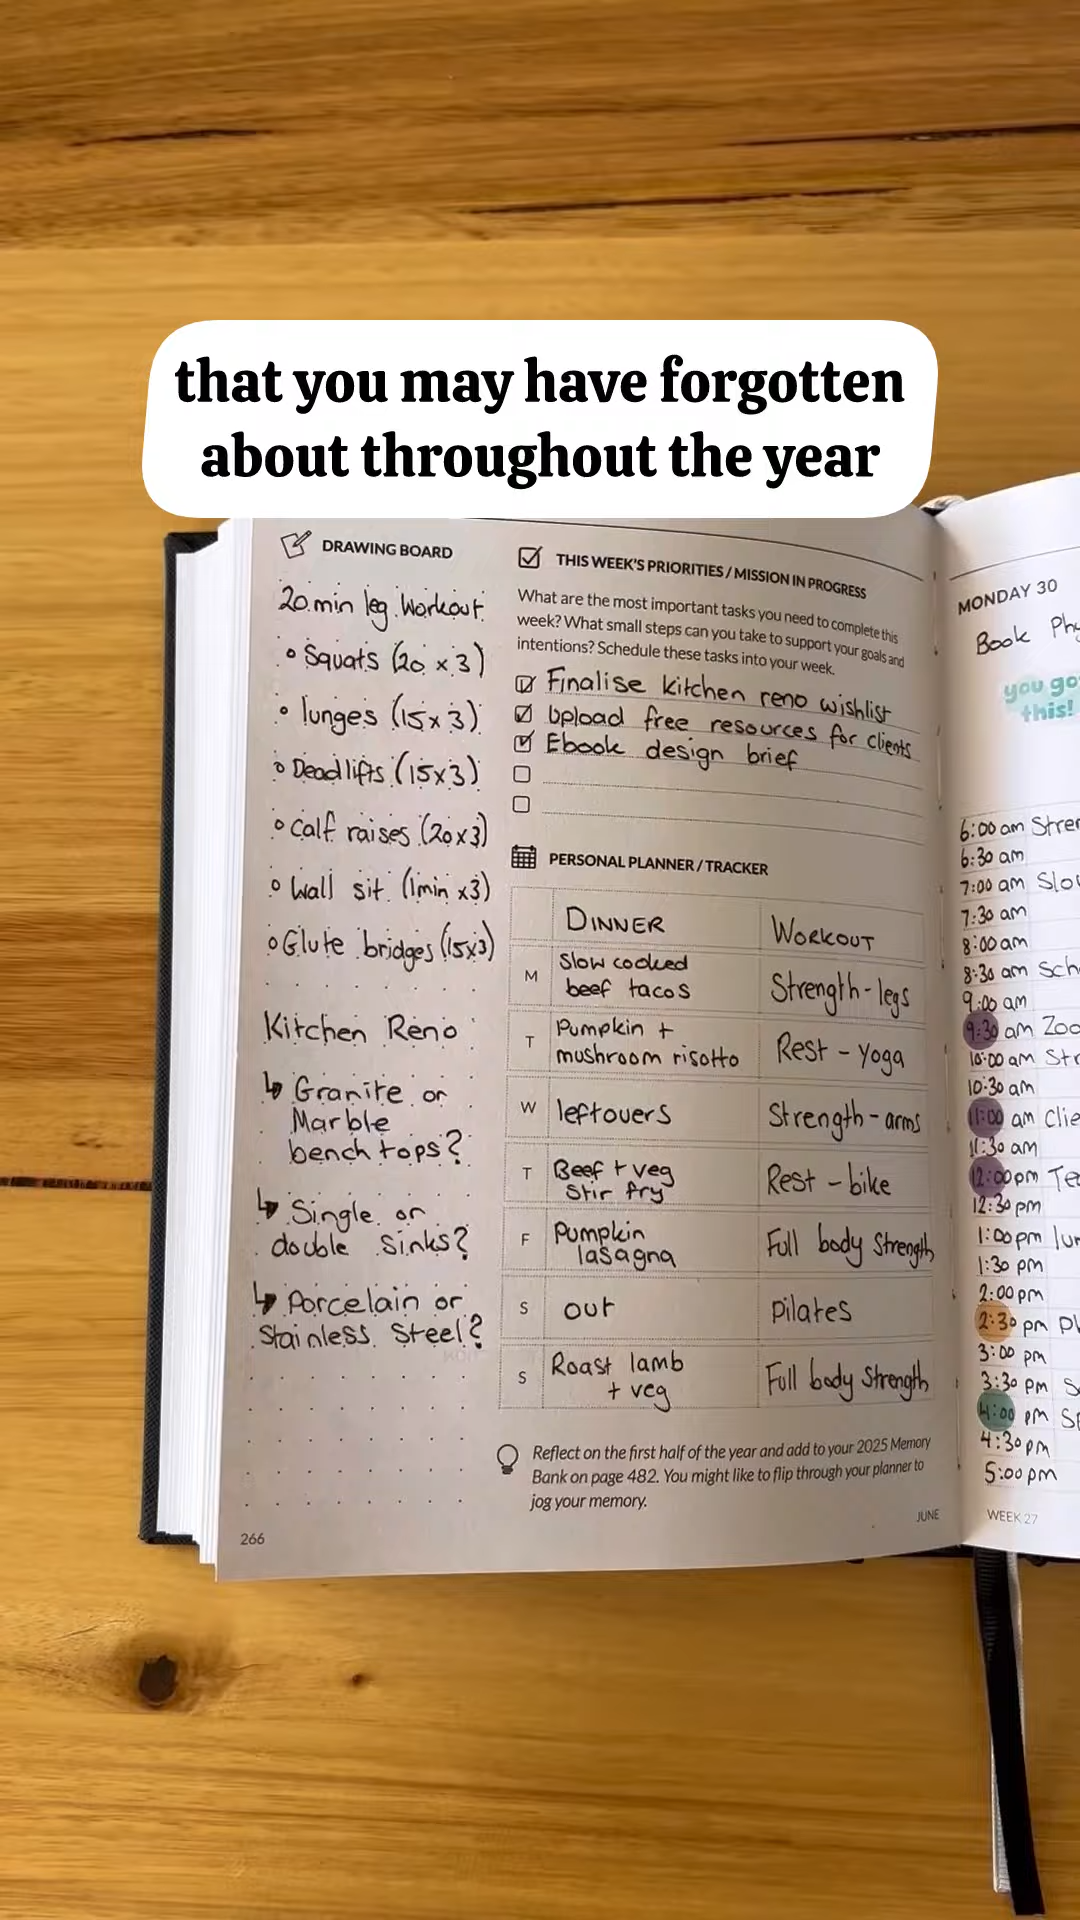 that you may have forgotten
about throughout the year
DRAWING BOARD
20 min leg workout
Squats (20 x 3)
lunges (15 x 3)
Deadlifts (15x3)
Calf raises (20x3)
Wall sit (1min x3)
Glute bridges (15x3)
Kitchen Reno
↳ Granite or
Marble
bench tops?
↳ Single or
double sinks?
↳ Porcelain or
Stainless Steel?
266
THIS WEEK'S PRIORITIES / MISSION IN PROGRESS
What are the most important tasks you need to complete this
week? What small steps can you take to support your goals and
intentions? Schedule these tasks into your week.
Finalise kitchen reno wishlist
Upload free resources for clients
Ebook design brief
PERSONAL PLANNER / TRACKER
DINNER WORKOUT
M Slow cooked
beef tacos Strength - legs
T Pumpkin +
mushroom risotto Rest - yoga
W leftovers Strength - arms
T Beef + veg
Stir fry Rest - bike
F Pumpkin
lasagna Full body Strength
S out Pilates
S Roast lamb
+ veg Full body Strength
Reflect on the first half of the year and add to your 2025 Memory
Bank on page 482. You might like to flip through your planner to
jog your memory.
JUNE
MONDAY 30
Book
you
this!
6:00 am
6:30 am
7:00 am
7:30 am
8:00 am
8:30 am
9:00 am
9:30 am
10:00 am
10:30 am
11:00 am
11:30 am
12:00 pm
12:30 pm
1:00 pm
1:30 pm
2:00 pm
2:30 pm
3:00 pm
3:30 pm
4:00 pm
4:30 pm
5:00 pm
WEEK 27